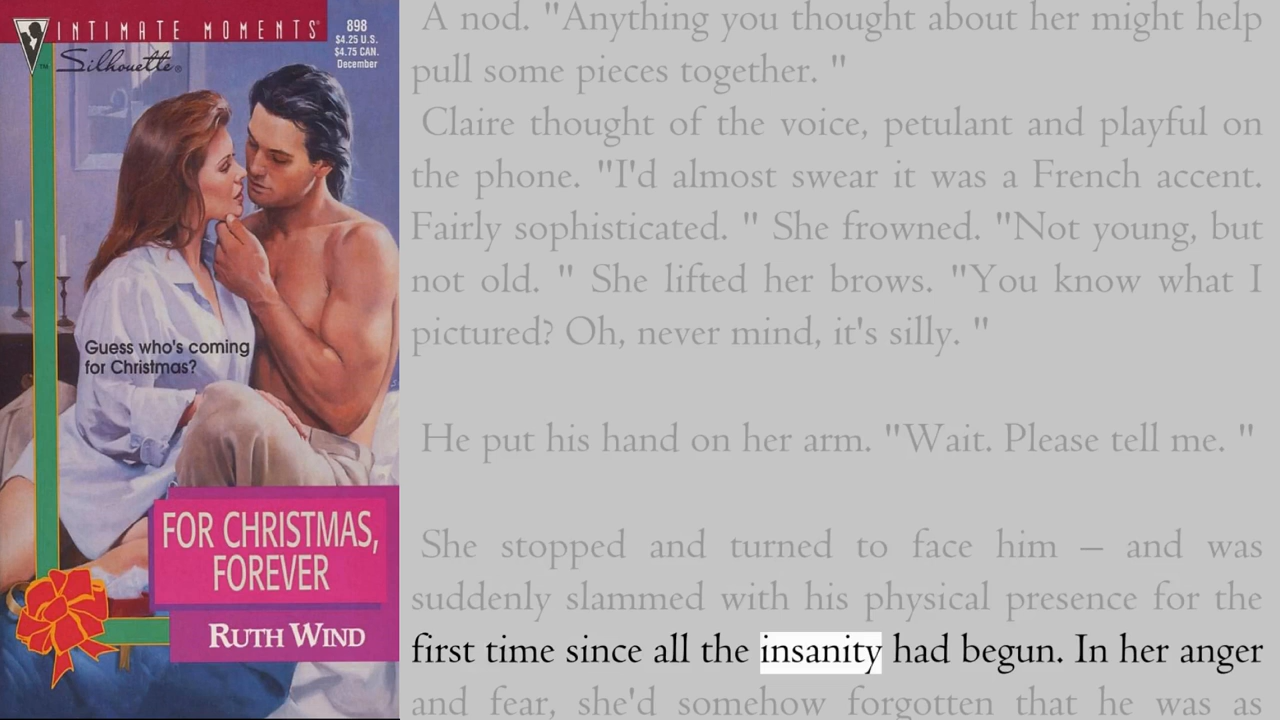 INTIMATE MOMENTS®
Silhouette®
TM
898
$4.25 U.S.
$4.75 CAN.
December
Guess who's coming
for Christmas?
FOR CHRISTMAS,
FOREVER
RUTH WIND
A nod. "Anything you thought about her might help
pull some pieces together. "
Claire thought of the voice, petulant and playful on
the phone. "I'd almost swear it was a French accent.
Fairly sophisticated. " She frowned. "Not young, but
not old. " She lifted her brows. "You know what I
pictured? Oh, never mind, it's silly. "
He put his hand on her arm. "Wait. Please tell me. "
She stopped and turned to face him – and was
suddenly slammed with his physical presence for the
first time since all the insanity had begun. In her anger
and fear, she'd somehow forgotten that he was as